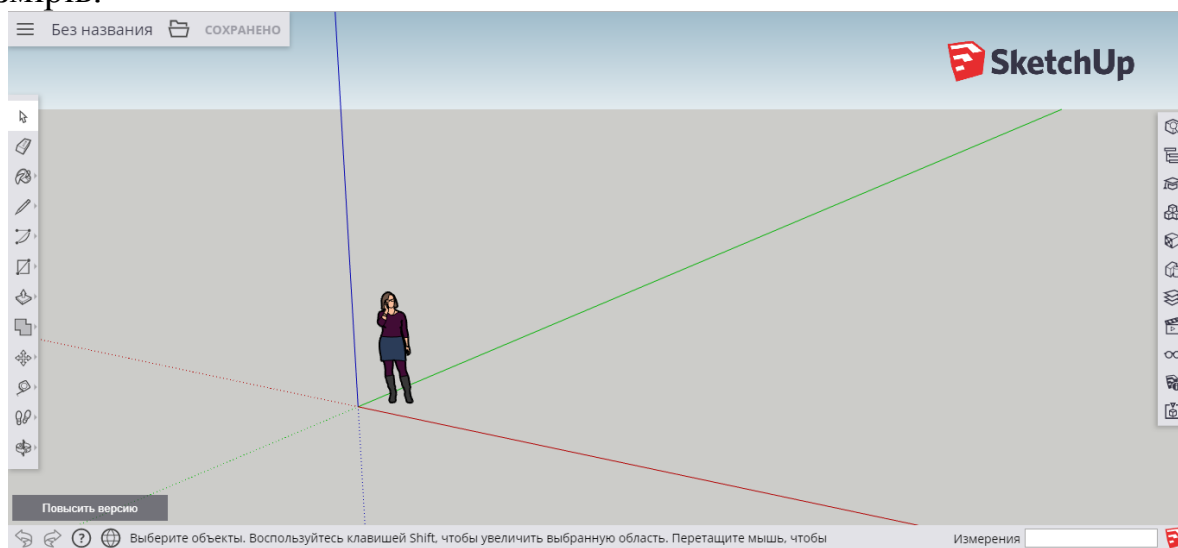 Без названия СОХРАНЕНО
SketchUp
Повысить версию
Выберите объекты. Воспользуйтесь клавишей Shift, чтобы увеличить выбранную область. Перетащите мышь, чтобы
Измерения